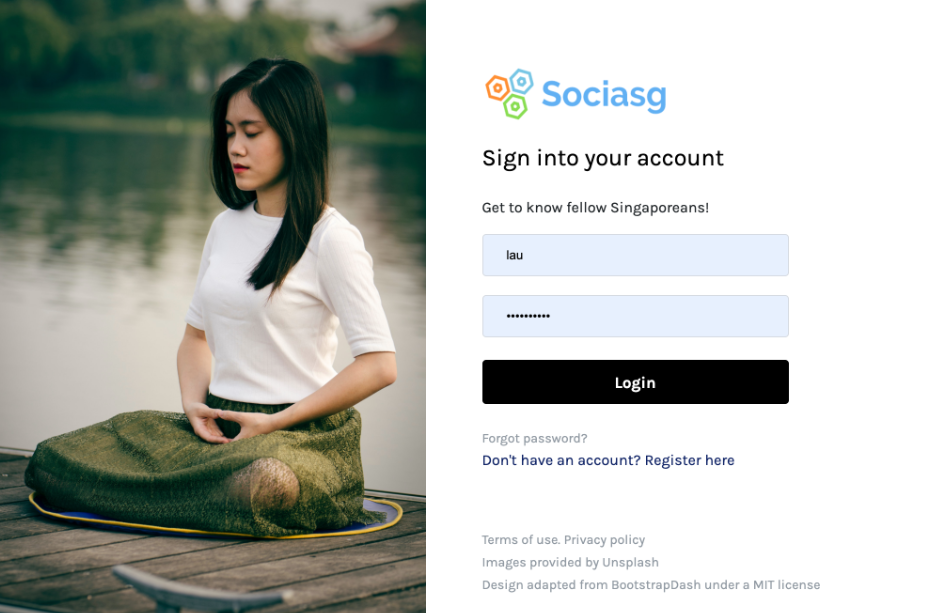 Sociasg
Sign into your account
Get to know fellow Singaporeans!
lau
••••••••••
Login
Forgot password?
Don't have an account? Register here
Terms of use. Privacy policy
Images provided by Unsplash
Design adapted from BootstrapDash under a MIT license